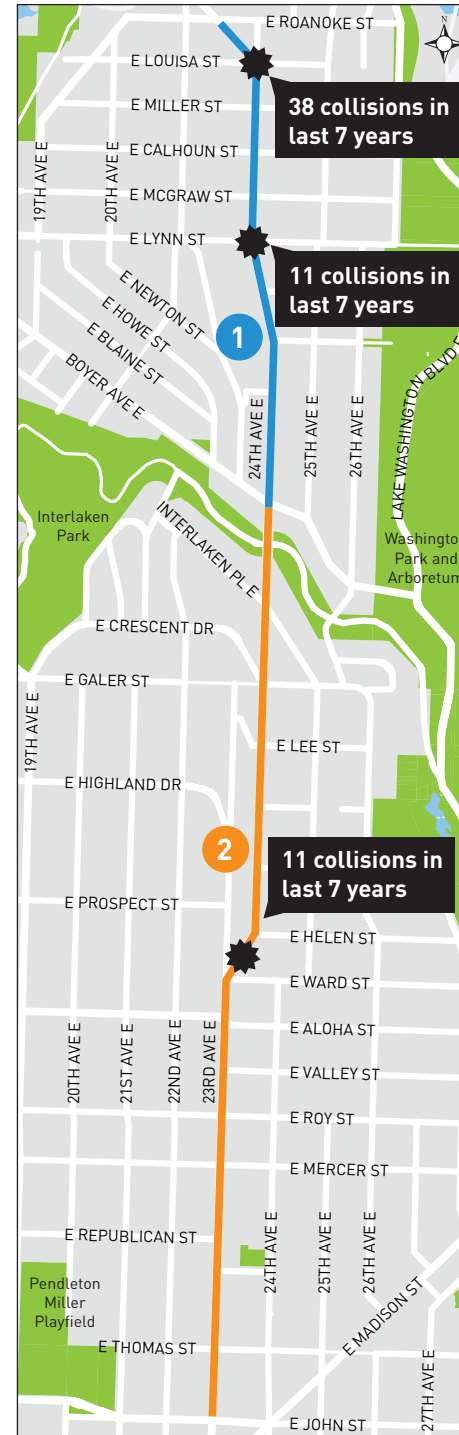 N
E ROANOKE ST
E LOUISA ST
38 collisions in
last 7 years
E MILLER ST
E CALHOUN ST
19TH AVE E
20TH AVE E
E MCGRAW ST
E LYNN ST
11 collisions in
last 7 years
E NEWTON ST
E HOWE ST
E BLAINE ST
BOYER AVE E
1
24TH AVE E
25TH AVE E
26TH AVE E
LAKE WASHINGTON BLVD E
Interlaken
Park
INTERLAKEN PL E
Washington
Park and
Arboretum
E CRESCENT DR
E GALER ST
19TH AVE E
E LEE ST
E HIGHLAND DR
2
11 collisions in
last 7 years
E PROSPECT ST
E HELEN ST
E WARD ST
E ALOHA ST
20TH AVE E
21ST AVE E
22ND AVE E
23RD AVE E
E VALLEY ST
E ROY ST
E MERCER ST
E REPUBLICAN ST
24TH AVE E
25TH AVE E
26TH AVE E
Pendleton
Miller
Playfield
E MADISON ST
E THOMAS ST
27TH AVE E
E JOHN ST